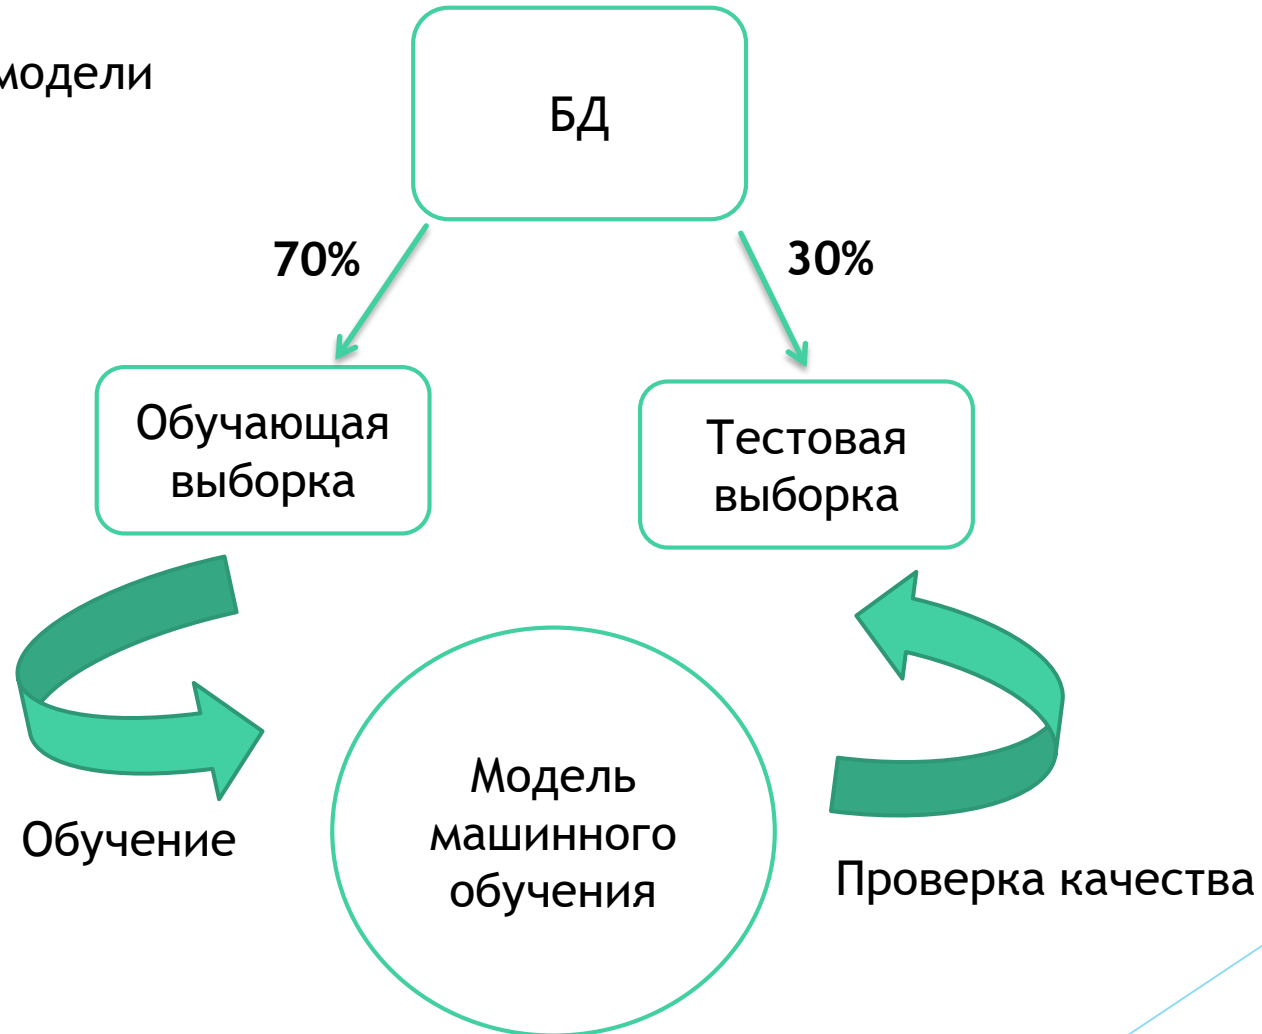 модели
БД
70%
30%
Обучающая
выборка
Тестовая
выборка
Модель
машинного
обучения
Обучение
Проверка качества